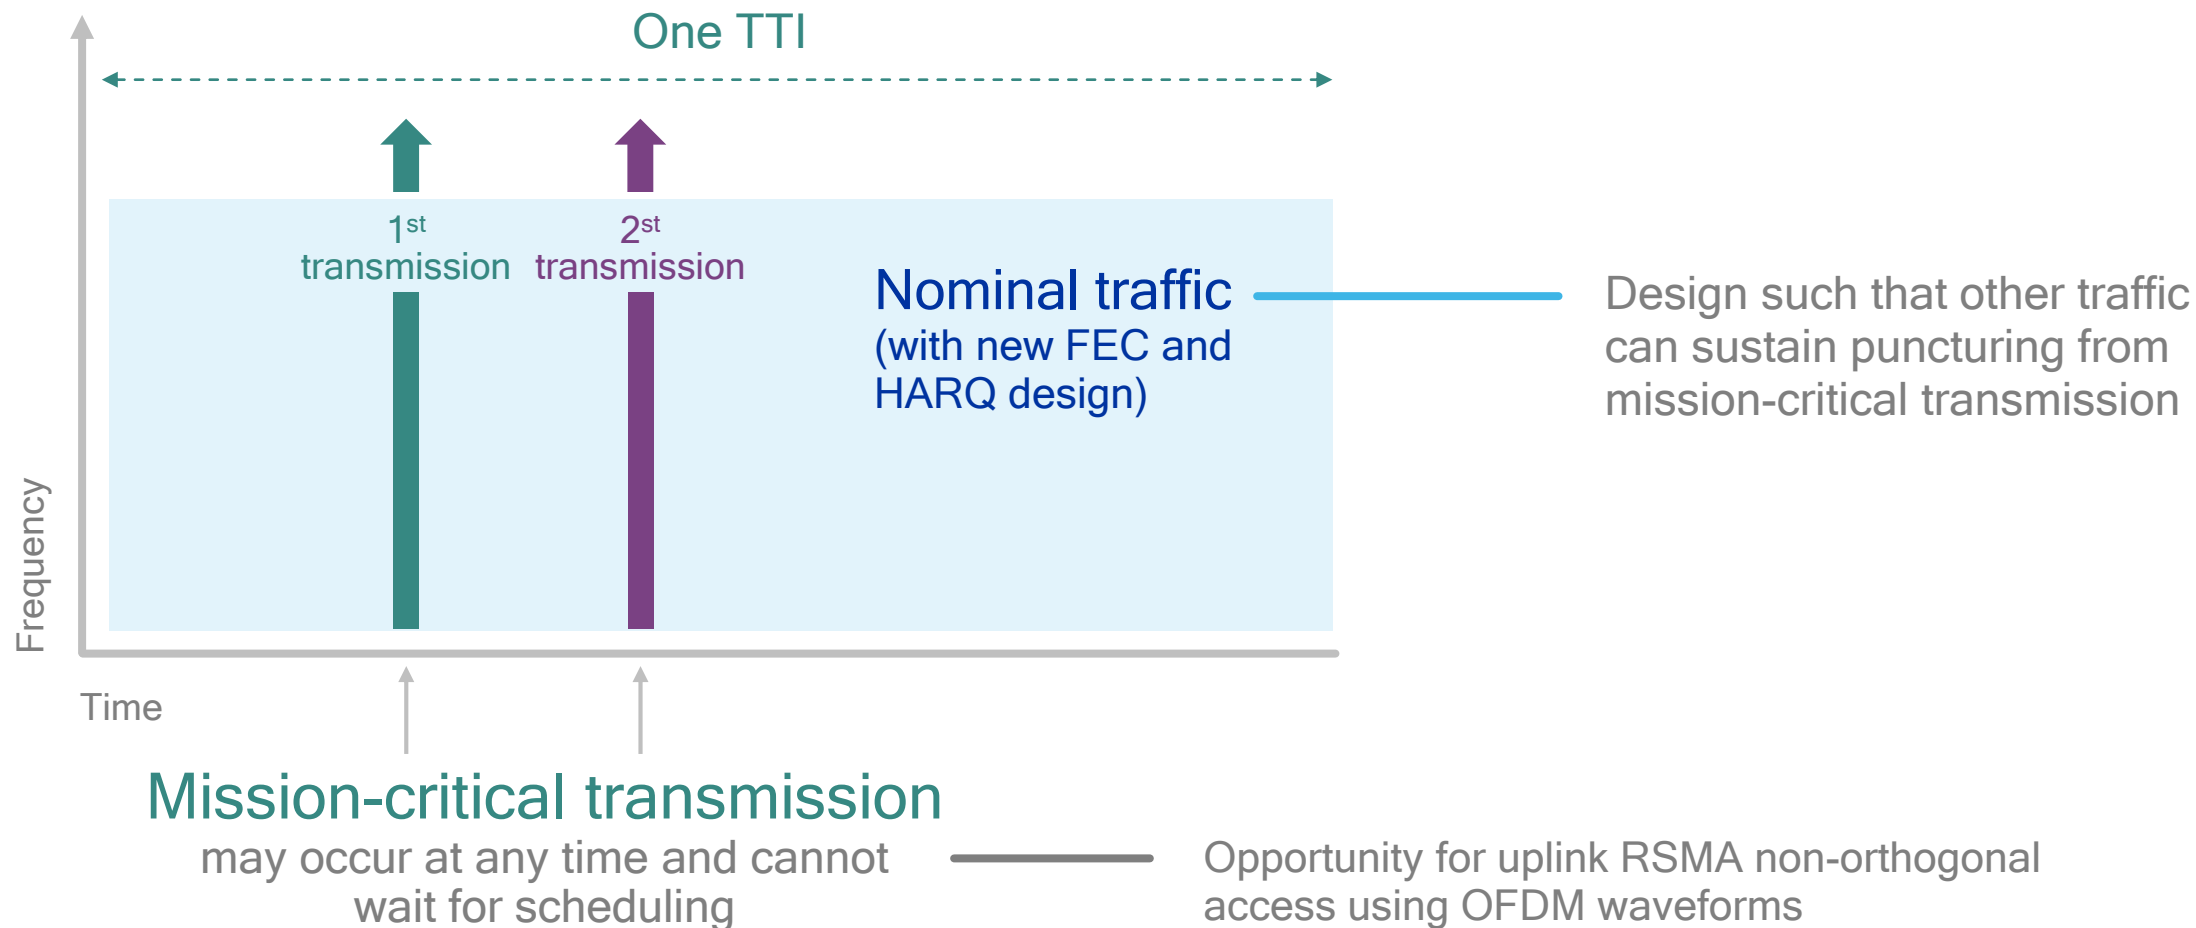 One TTI
1st
transmission
2st
transmission
Nominal traffic
(with new FEC and
HARQ design)
Design such that other traffic
can sustain puncturing from
mission-critical transmission
Frequency
Time
Mission-critical transmission
may occur at any time and cannot
wait for scheduling
Opportunity for uplink RSMA non-orthogonal
access using OFDM waveforms